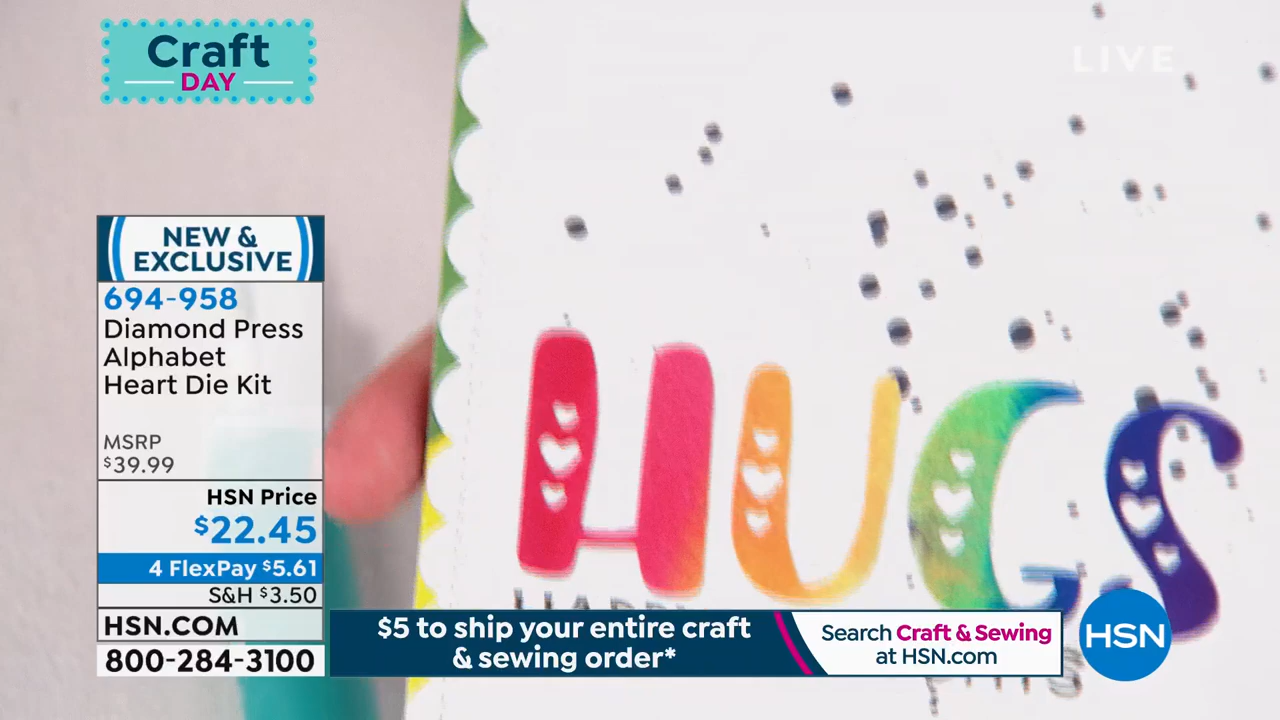 Craft
DAY
LIVE
NEW &
EXCLUSIVE
694-958
Diamond Press
Alphabet
Heart Die Kit
MSRP
$39.99
HSN Price
$22.45
4 FlexPay $5.61
S&H $3.50
HSN.COM
800-284-3100
HUGS
$5 to ship your entire craft
& sewing order*
Search Craft & Sewing
at HSN.com
HSN